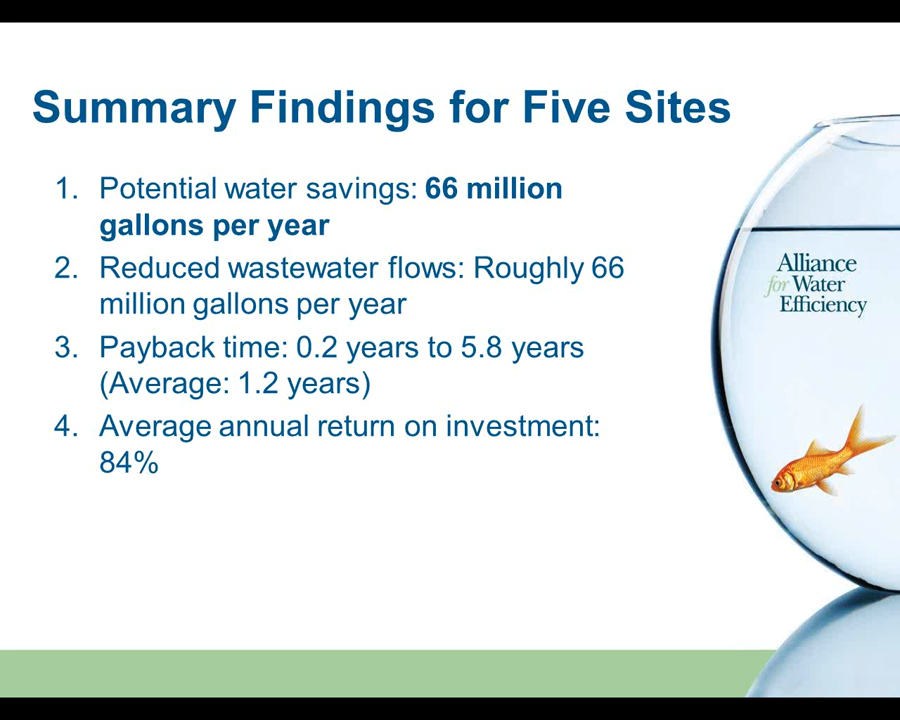 Summary Findings for Five Sites
1. Potential water savings: 66 million
gallons per year
2. Reduced wastewater flows: Roughly 66
million gallons per year
3. Payback time: 0.2 years to 5.8 years
(Average: 1.2 years)
4. Average annual return on investment:
84%
Alliance
for Water
Efficiency